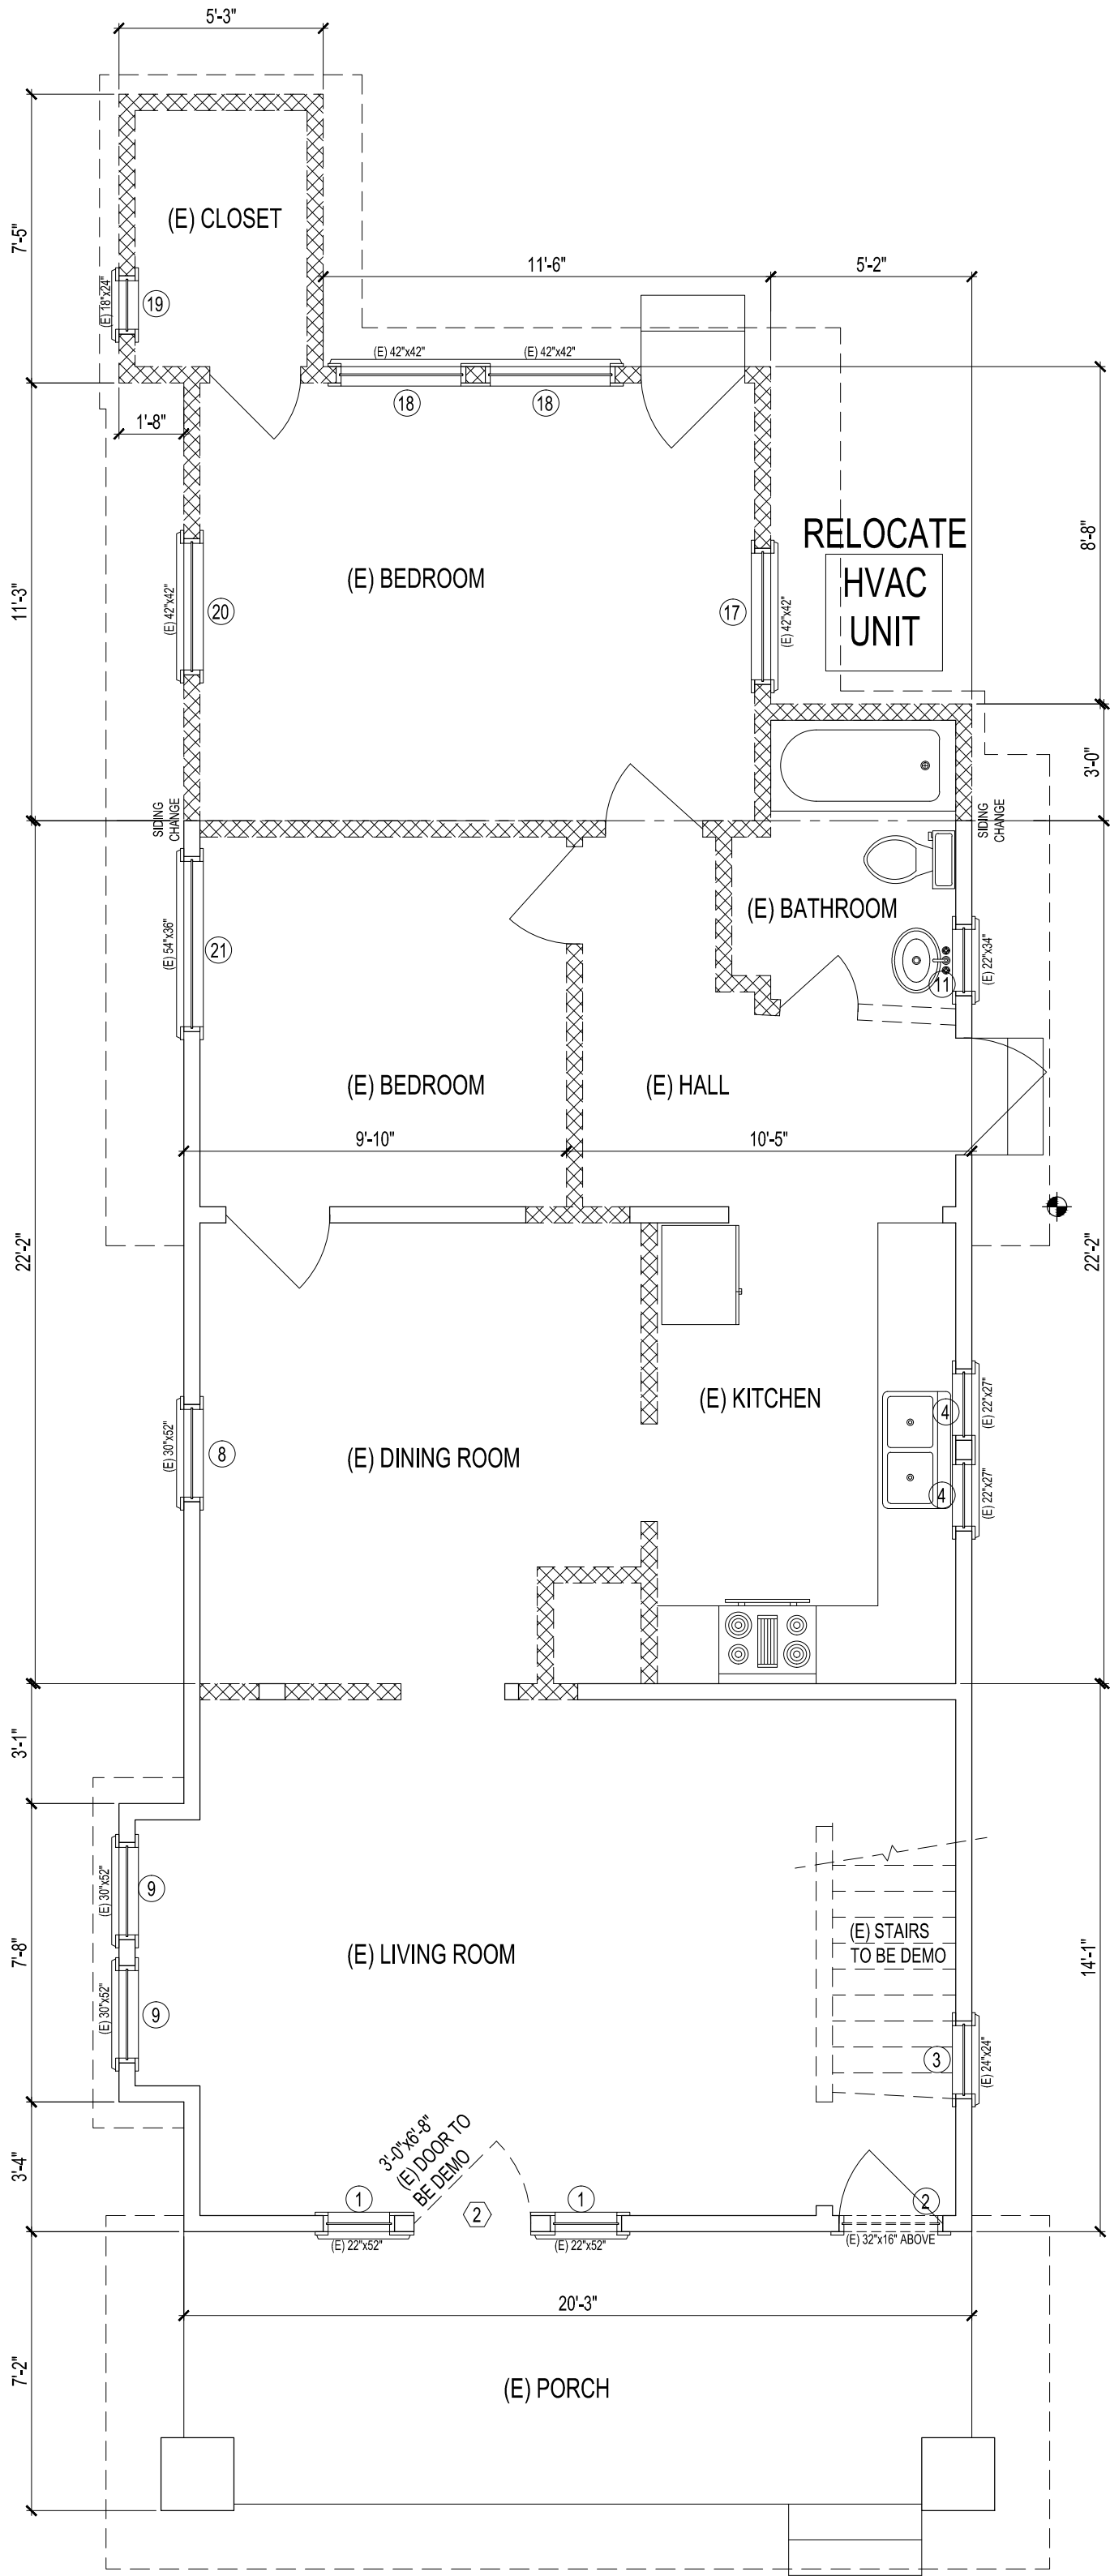 5'-3"
7'-5"
(E) CLOSET
(E) 18"x24"
19
11'-6"
5'-2"
(E) 42"x42"
(E) 42"x42"
18
18
1'-8"
11'-3"
8'-8"
(E) BEDROOM
RELOCATE
HVAC
UNIT
(E) 42"x42"
20
17
(E) 42"x42"
3'-0"
SIDING
CHANGE
SIDING
CHANGE
(E) 54"x36"
21
(E) BATHROOM
11
(E) 22"x34"
(E) BEDROOM
(E) HALL
9'-10"
10'-5"
22'-2"
22'-2"
(E) KITCHEN
4
(E) 22"x27"
(E) 30"x52"
8
(E) DINING ROOM
4
(E) 22"x27"
3'-1"
(E) 30"x52"
9
7'-8"
(E) LIVING ROOM
(E) STAIRS
TO BE DEMO
14'-1"
(E) 30"x52"
9
3
(E) 24"x24"
3'-4"
3'-0"x6'-8"
(E) DOOR TO
BE DEMO
1
2
1
2
(E) 22"x52"
(E) 22"x52"
(E) 32"x16" ABOVE
20'-3"
7'-2"
(E) PORCH